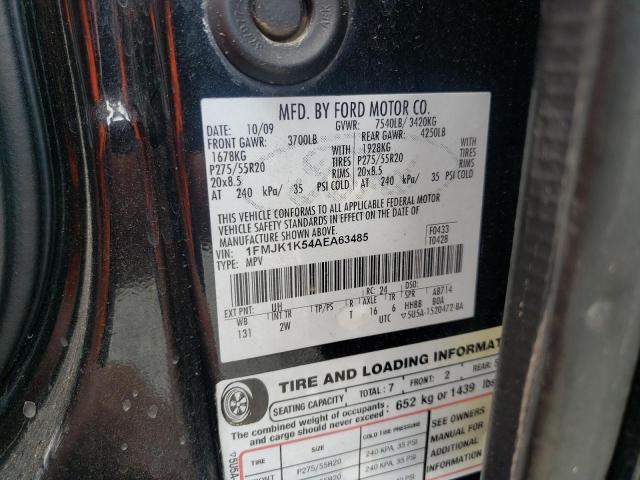 MFD. BY FORD MOTOR CO.
DATE: 10/09 GVWR: 7540LB/ 3420KG
FRONT GAWR: 3700LB REAR GAWR: 4250LB
1678KG WITH 1928KG WITH
P275/55R20 TIRES P275/55R20 TIRES
20x8.5 RIMS 20x8.5 RIMS
AT 240 kPa/ 35 PSI COLD AT 240 kPa/ 35 PSI COLD
THIS VEHICLE CONFORMS TO ALL APPLICABLE FEDERAL MOTOR
VEHICLE SAFETY STANDARDS IN EFFECT ON THE DATE OF
MANUFACTURE SHOWN ABOVE.
VIN: 1FMJK1K54AEA63485 F0433
TYPE: MPV T0428
EXT PNT: UH RC: 24 DSO:
WB INT TR TP/PS R AXLE TR SPR AB714
131 2W T 16 6 HHBB B0A
UTC ▽5U5A-1520472-BA
TIRE AND LOADING INFORMAT
SEATING CAPACITY TOTAL: 7 FRONT: 2 REAR: 5
The combined weight of occupants and cargo should never exceed: 652 kg or 1439 lbs
TIRE SIZE COLD TIRE PRESSURE SEE OWNERS
FRONT P275/55R20 240 KPA, 35 PSI MANUAL FOR
P275/55R20 240 KPA, 35 PSI ADDITIONAL
INFORMATION
▽5U5A